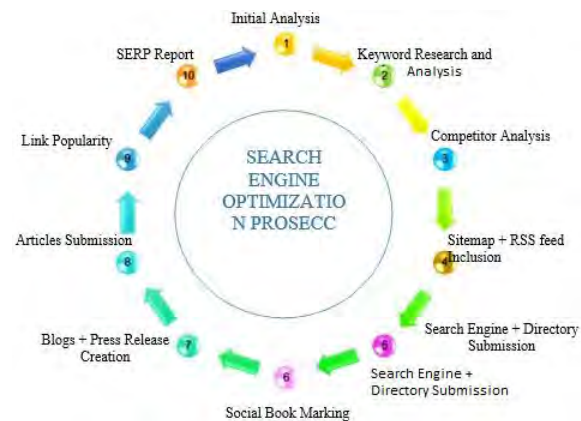 Initial Analysis
1
SERP Report
10
Keyword Research and
Analysis
2
Link Popularity
9
Competitor Analysis
3
SEARCH
ENGINE
OPTIMIZATIO
N PROSECC
Articles Submission
8
Sitemap + RSS feed
Inclusion
4
Blogs + Press Release
Creation
7
Search Engine + Directory
Submission
5
Search Engine +
Directory Submission
6
Social Book Marking